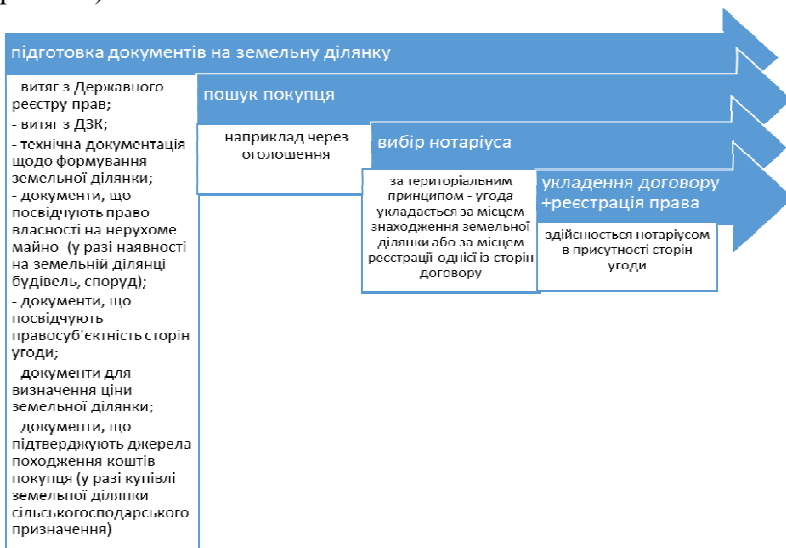 підготовка документів на земельну ділянку
витяг з Державного
реєстру прав;
- витяг з ДЗК;
- технічна документація
щодо формування
земельної ділянки;
- документи, що
посвідчують право
власності на нерухоме
майно (у разі наявності
на земельній ділянці
будівель, споруд);
- документи, що
посвідчують
правосуб'єктність сторін
угоди;
документи для
визначення ціни
земельної ділянки;
документи, що
підтверджують джерела
походження коштів
покупця (у разі купівлі
земельної ділянки
сільськогосподарського
призначення)
пошук покупця
наприклад через
оголошення
вибір нотаріуса
за територіальним
принципом - угода
укладається за місцем
знаходження земельної
ділянки або за місцем
реєстрації однієї із сторін
договору
укладення договору
+реєстрація права
здійснюється нотаріусом
в присутності сторін
угоди